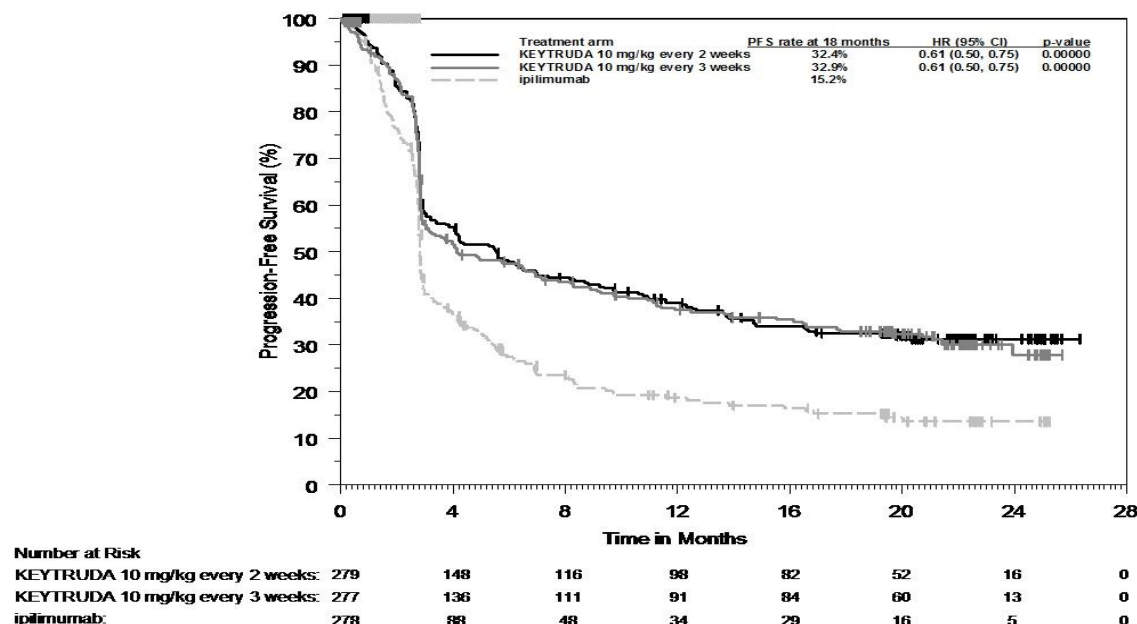 100
90
80
70
60
50
40
30
20
10
0
Progression-Free Survival (%)
Treatment arm PFS rate at 18 months HR (95% CI) p-value
KEYTRUDA 10 mg/kg every 2 weeks 32.4% 0.61 (0.50, 0.75) 0.00000
KEYTRUDA 10 mg/kg every 3 weeks 32.9% 0.61 (0.50, 0.75) 0.00000
ipilimumab 15.2%
0 4 8 12 16 20 24 28
Time in Months
Number at Risk
KEYTRUDA 10 mg/kg every 2 weeks: 279 148 116 98 82 52 16 0
KEYTRUDA 10 mg/kg every 3 weeks: 277 136 111 91 84 60 13 0
ipilimumab: 278 88 48 34 29 16 5 0